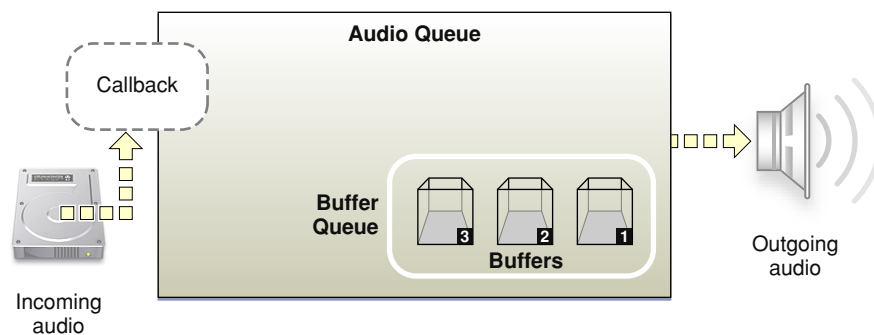 Audio Queue
Callback
Buffer
Queue
3
2
1
Buffers
Incoming
audio
Outgoing
audio